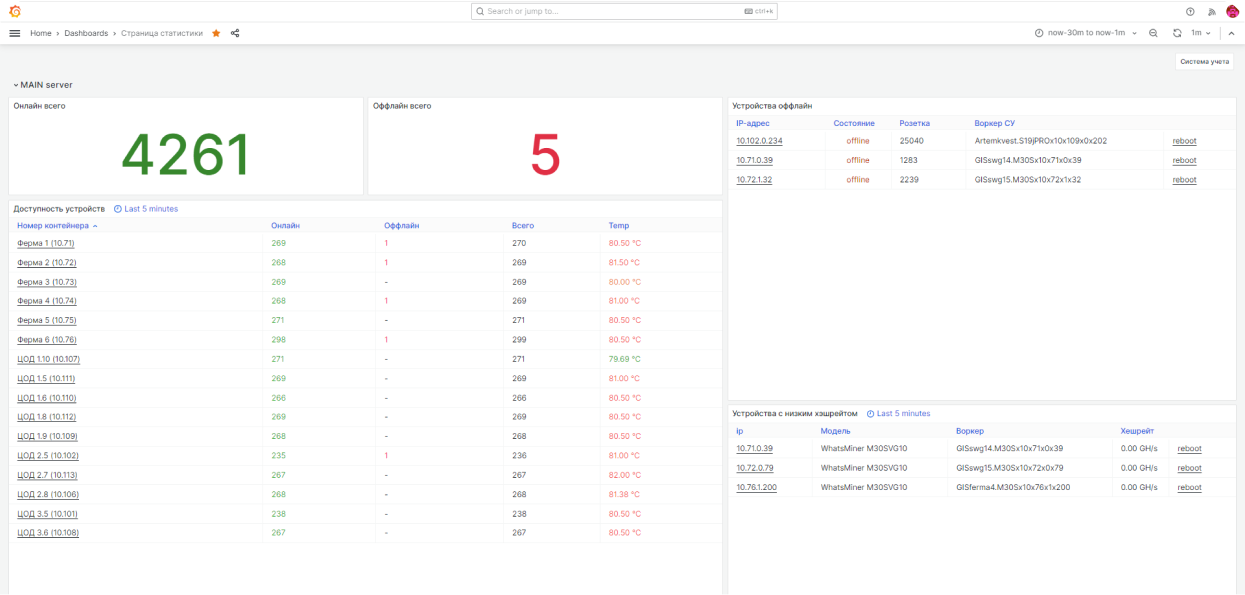 Search or jump to...
ctrl+k
Home › Dashboards › Страница статистики
now-30m to now-1m
1m
Система учета
MAIN server
Онлайн всего
4261
Оффлайн всего
5
Доступность устройств Last 5 minutes
Номер контейнера Онлайн Оффлайн Всего Temp
Ферма 1 (10.71) 269 1 270 80.50 °C
Ферма 2 (10.72) 268 1 269 81.50 °C
Ферма 3 (10.73) 269 - 269 80.00 °C
Ферма 4 (10.74) 268 1 269 81.00 °C
Ферма 5 (10.75) 271 - 271 80.50 °C
Ферма 6 (10.76) 298 1 299 80.50 °C
ЦОД 1.10 (10.107) 271 - 271 79.69 °C
ЦОД 1.5 (10.111) 269 - 269 81.00 °C
ЦОД 1.6 (10.110) 266 - 266 80.50 °C
ЦОД 1.8 (10.112) 269 - 269 80.50 °C
ЦОД 1.9 (10.109) 268 - 268 80.50 °C
ЦОД 2.5 (10.102) 235 1 236 81.00 °C
ЦОД 2.7 (10.113) 267 - 267 82.00 °C
ЦОД 2.8 (10.106) 268 - 268 81.38 °C
ЦОД 3.5 (10.101) 238 - 238 80.50 °C
ЦОД 3.6 (10.108) 267 - 267 80.50 °C
Устройства оффлайн
IP-адрес Состояние Розетка Воркер СУ
10.102.0.234 offline 25040 Artemkvest.S19jPROx10x109x0x202 reboot
10.71.0.39 offline 1283 GISswg14.M30Sx10x71x0x39 reboot
10.72.1.32 offline 2239 GISswg15.M30Sx10x72x1x32 reboot
Устройства с низким хэшрейтом Last 5 minutes
ip Модель Воркер Хешрейт
10.71.0.39 WhatsMiner M30SVG10 GISswg14.M30Sx10x71x0x39 0.00 GH/s reboot
10.72.0.79 WhatsMiner M30SVG10 GISswg15.M30Sx10x72x0x79 0.00 GH/s reboot
10.76.1.200 WhatsMiner M30SVG10 GISferma4.M30Sx10x76x1x200 0.00 GH/s reboot